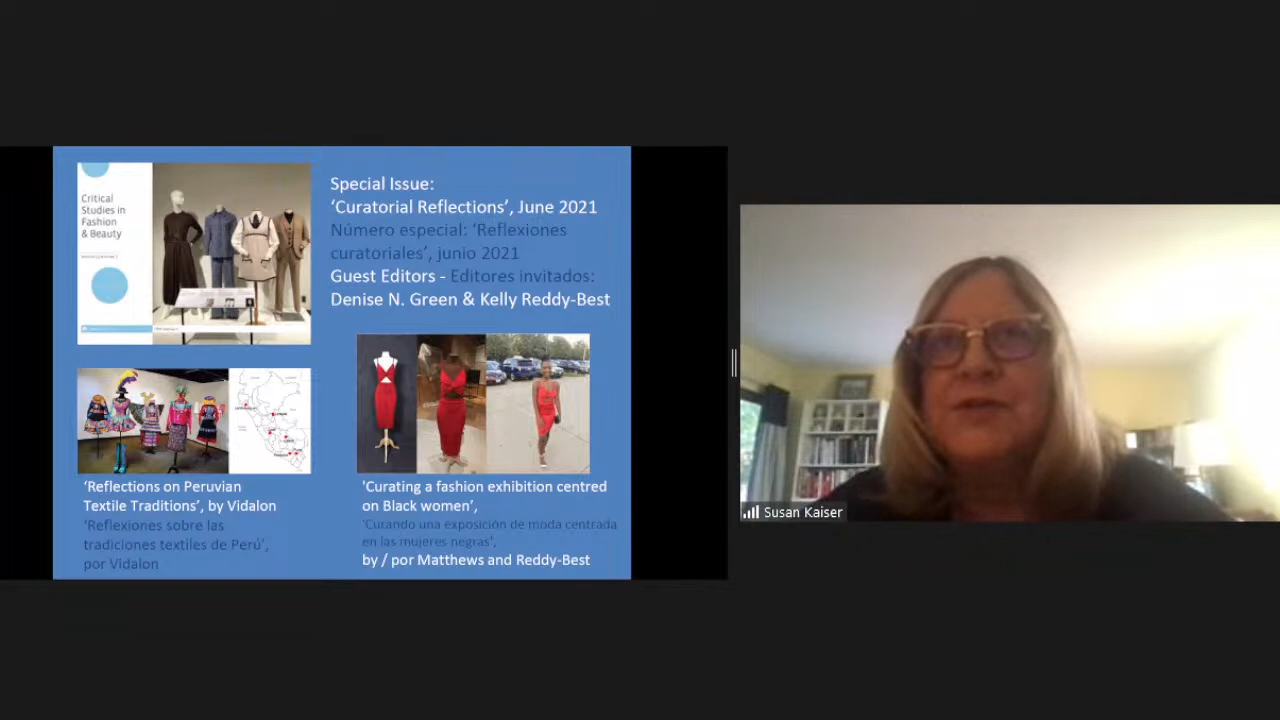 Critical
Studies in
Fashion
& Beauty
Special Issue:
‘Curatorial Reflections’, June 2021
Número especial: ‘Reflexiones
curatoriales’, junio 2021
Guest Editors - Editores invitados:
Denise N. Green & Kelly Reddy-Best
‘Reflections on Peruvian
Textile Traditions’, by Vidalon
‘Reflexiones sobre las
tradiciones textiles de Perú’,
por Vidalon
'Curating a fashion exhibition centred
on Black women’,
‘Curando una exposición de moda centrada
en las mujeres negras’,
by / por Matthews and Reddy-Best
Susan Kaiser